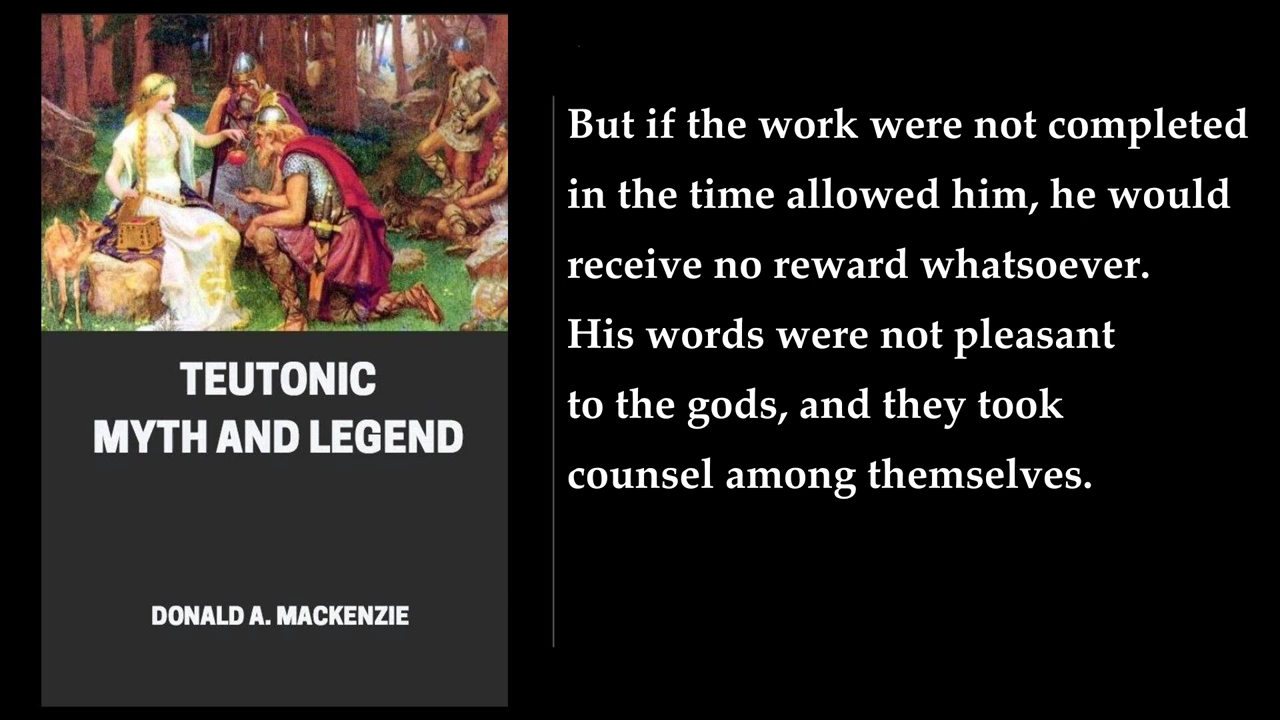 TEUTONIC
MYTH AND LEGEND
DONALD A. MACKENZIE
But if the work were not completed
in the time allowed him, he would
receive no reward whatsoever.
His words were not pleasant
to the gods, and they took
counsel among themselves.